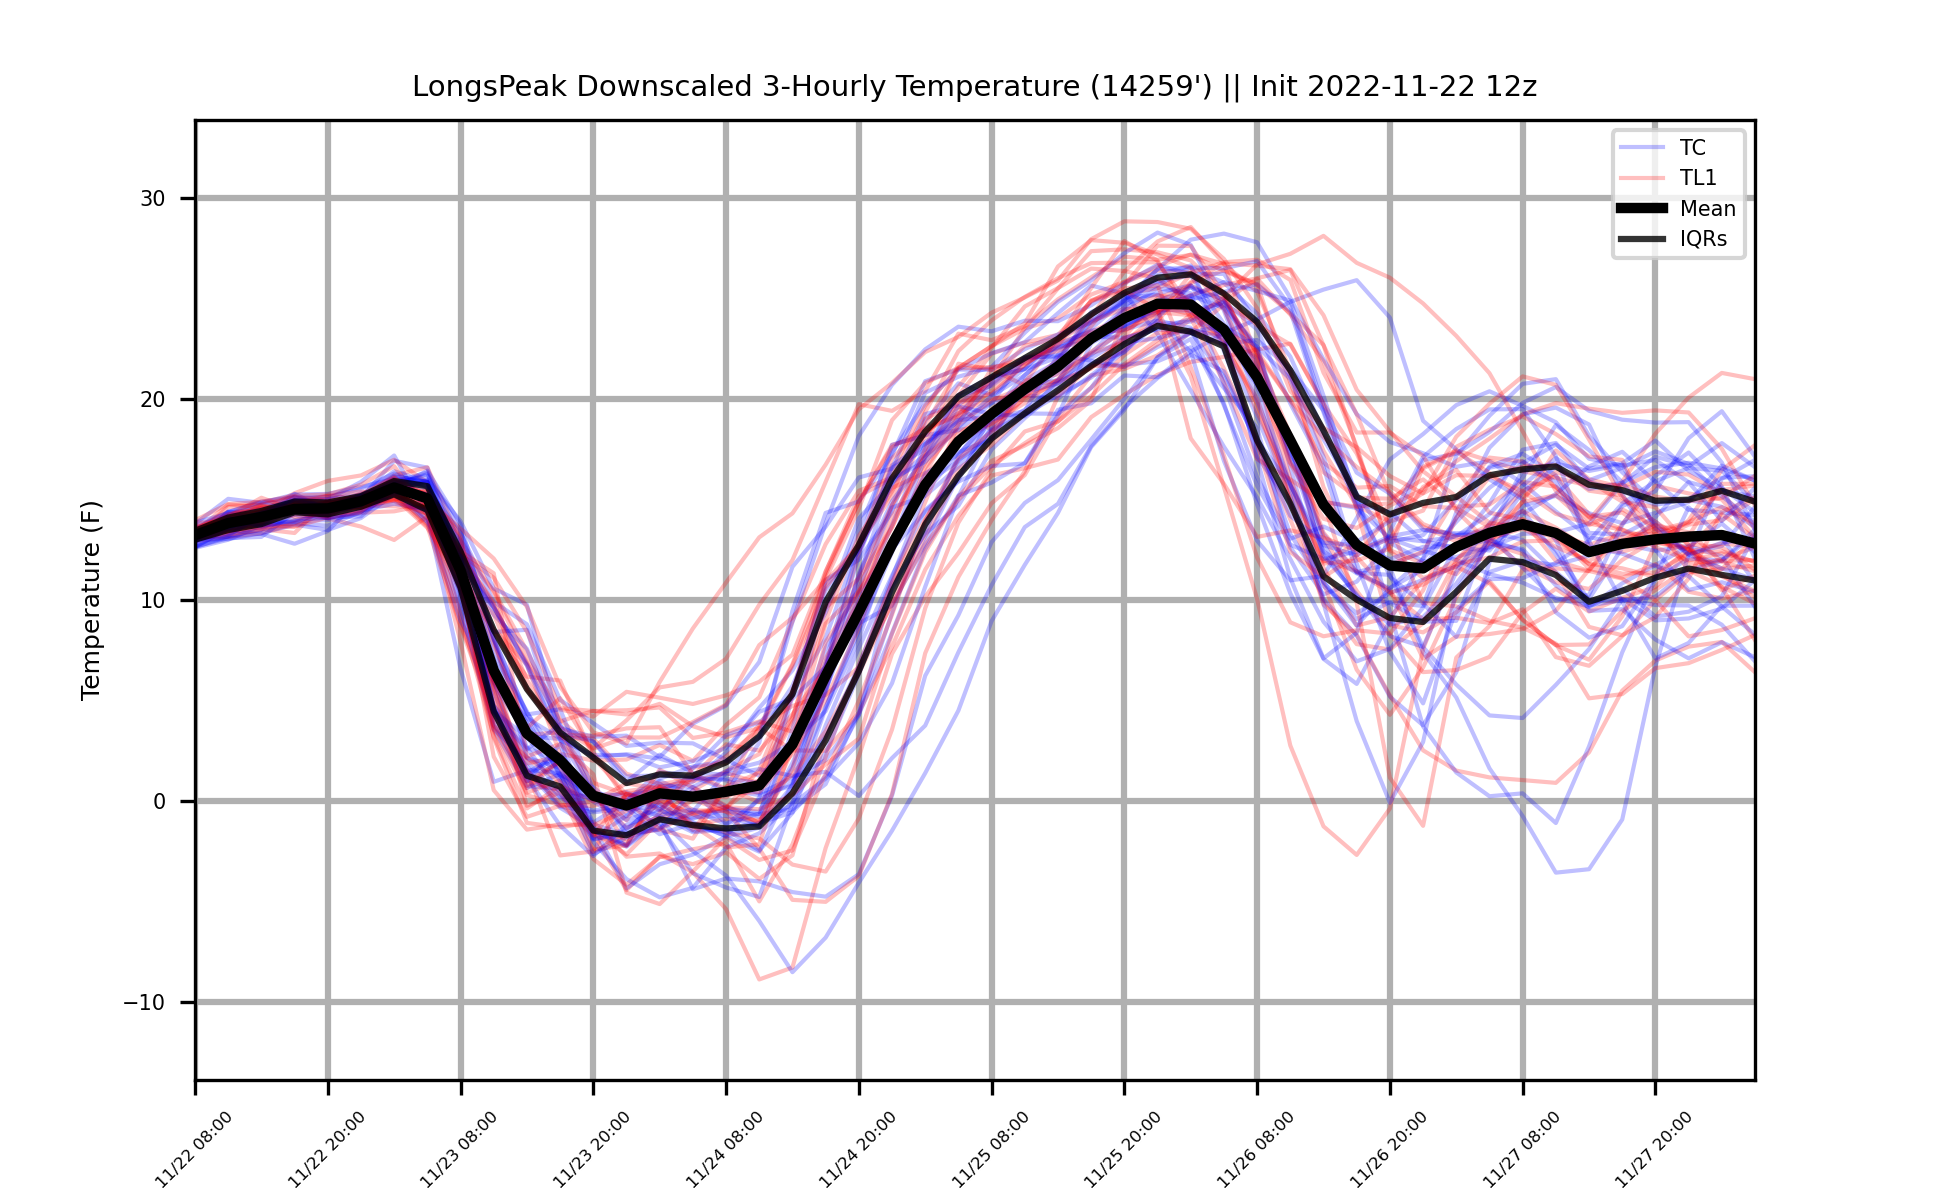 LongsPeak Downscaled 3-Hourly Temperature (14259') || Init 2022-11-22 12z
TC
TL1
Mean
IQRs
Temperature (F)
30
20
10
0
−10
11/22 08:00
11/22 20:00
11/23 08:00
11/23 20:00
11/24 08:00
11/24 20:00
11/25 08:00
11/25 20:00
11/26 08:00
11/26 20:00
11/27 08:00
11/27 20:00